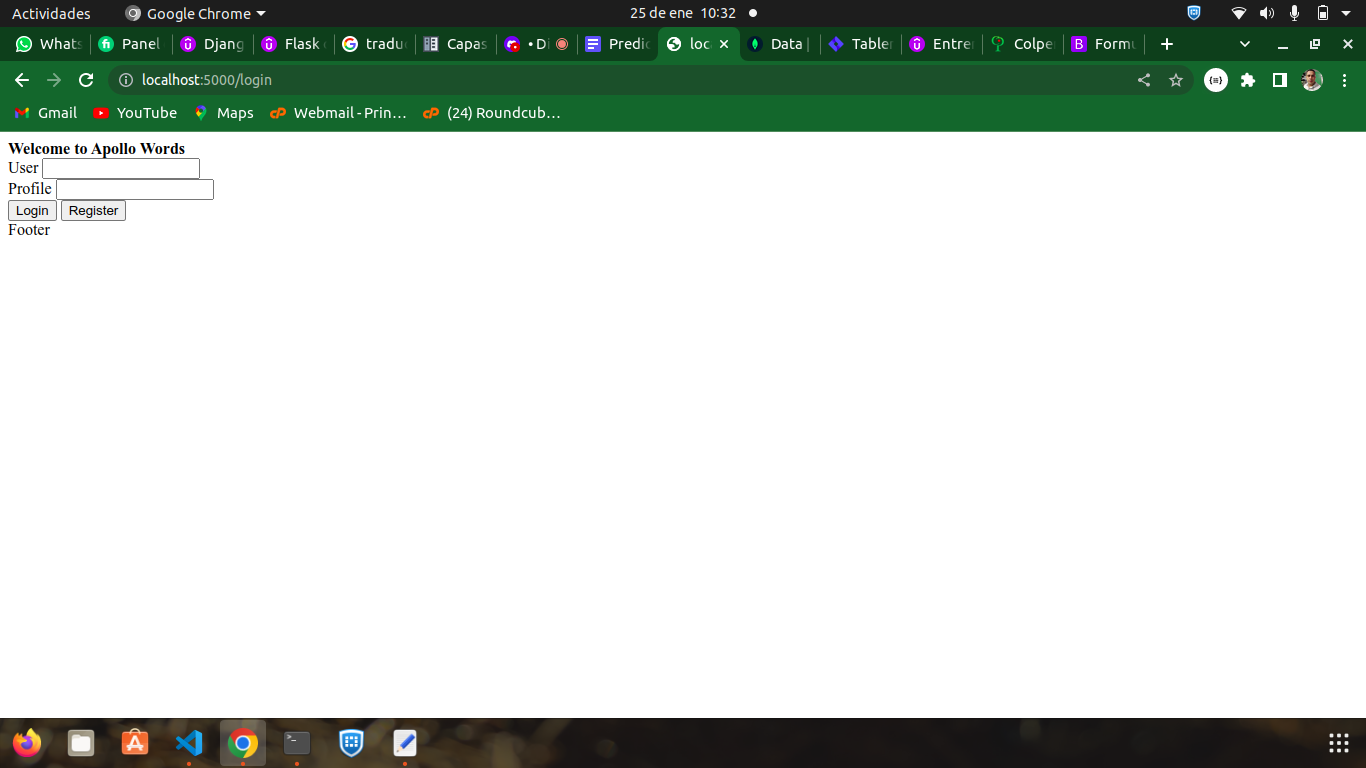 Actividades Google Chrome 25 de ene 10:32
Whats Panel Djang Flask traduc Capas • Di Predic loc Data | Tabler Entre Colpe Formu
localhost:5000/login
Gmail YouTube Maps Webmail - Prin… (24) Roundcub…
Welcome to Apollo Words
User
Profile
Login Register
Footer